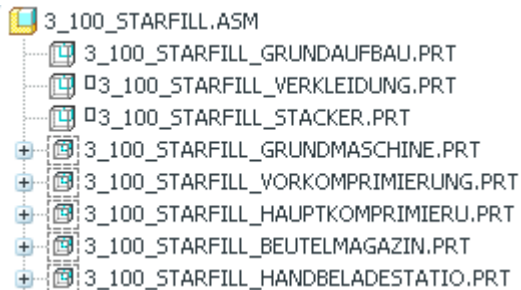 3_100_STARFILL.ASM
3_100_STARFILL_GRUNDAUFBAU.PRT
3_100_STARFILL_VERKLEIDUNG.PRT
3_100_STARFILL_STACKER.PRT
3_100_STARFILL_GRUNDMASCHINE.PRT
3_100_STARFILL_VORKOMPRIMIERUNG.PRT
3_100_STARFILL_HAUPTKOMPRIMIERU.PRT
3_100_STARFILL_BEUTELMAGAZIN.PRT
3_100_STARFILL_HANDBELADESTATIO.PRT